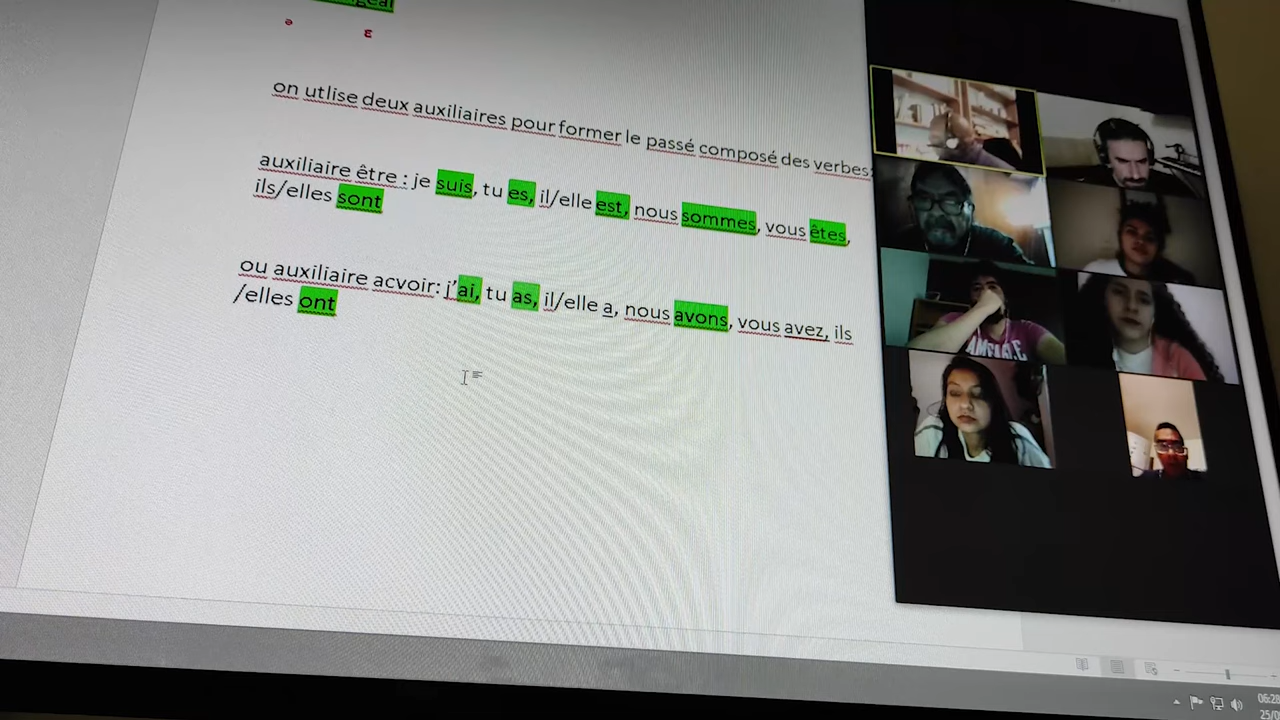 ɘ ɛ
on utlise deux auxiliaires pour former le passé composé des verbes:
auxiliaire être : je suis, tu es, il/elle est, nous sommes, vous êtes,
ils/elles sont
ou auxiliaire acvoir: j'ai, tu as, il/elle a, nous avons, vous avez, ils
/elles ont